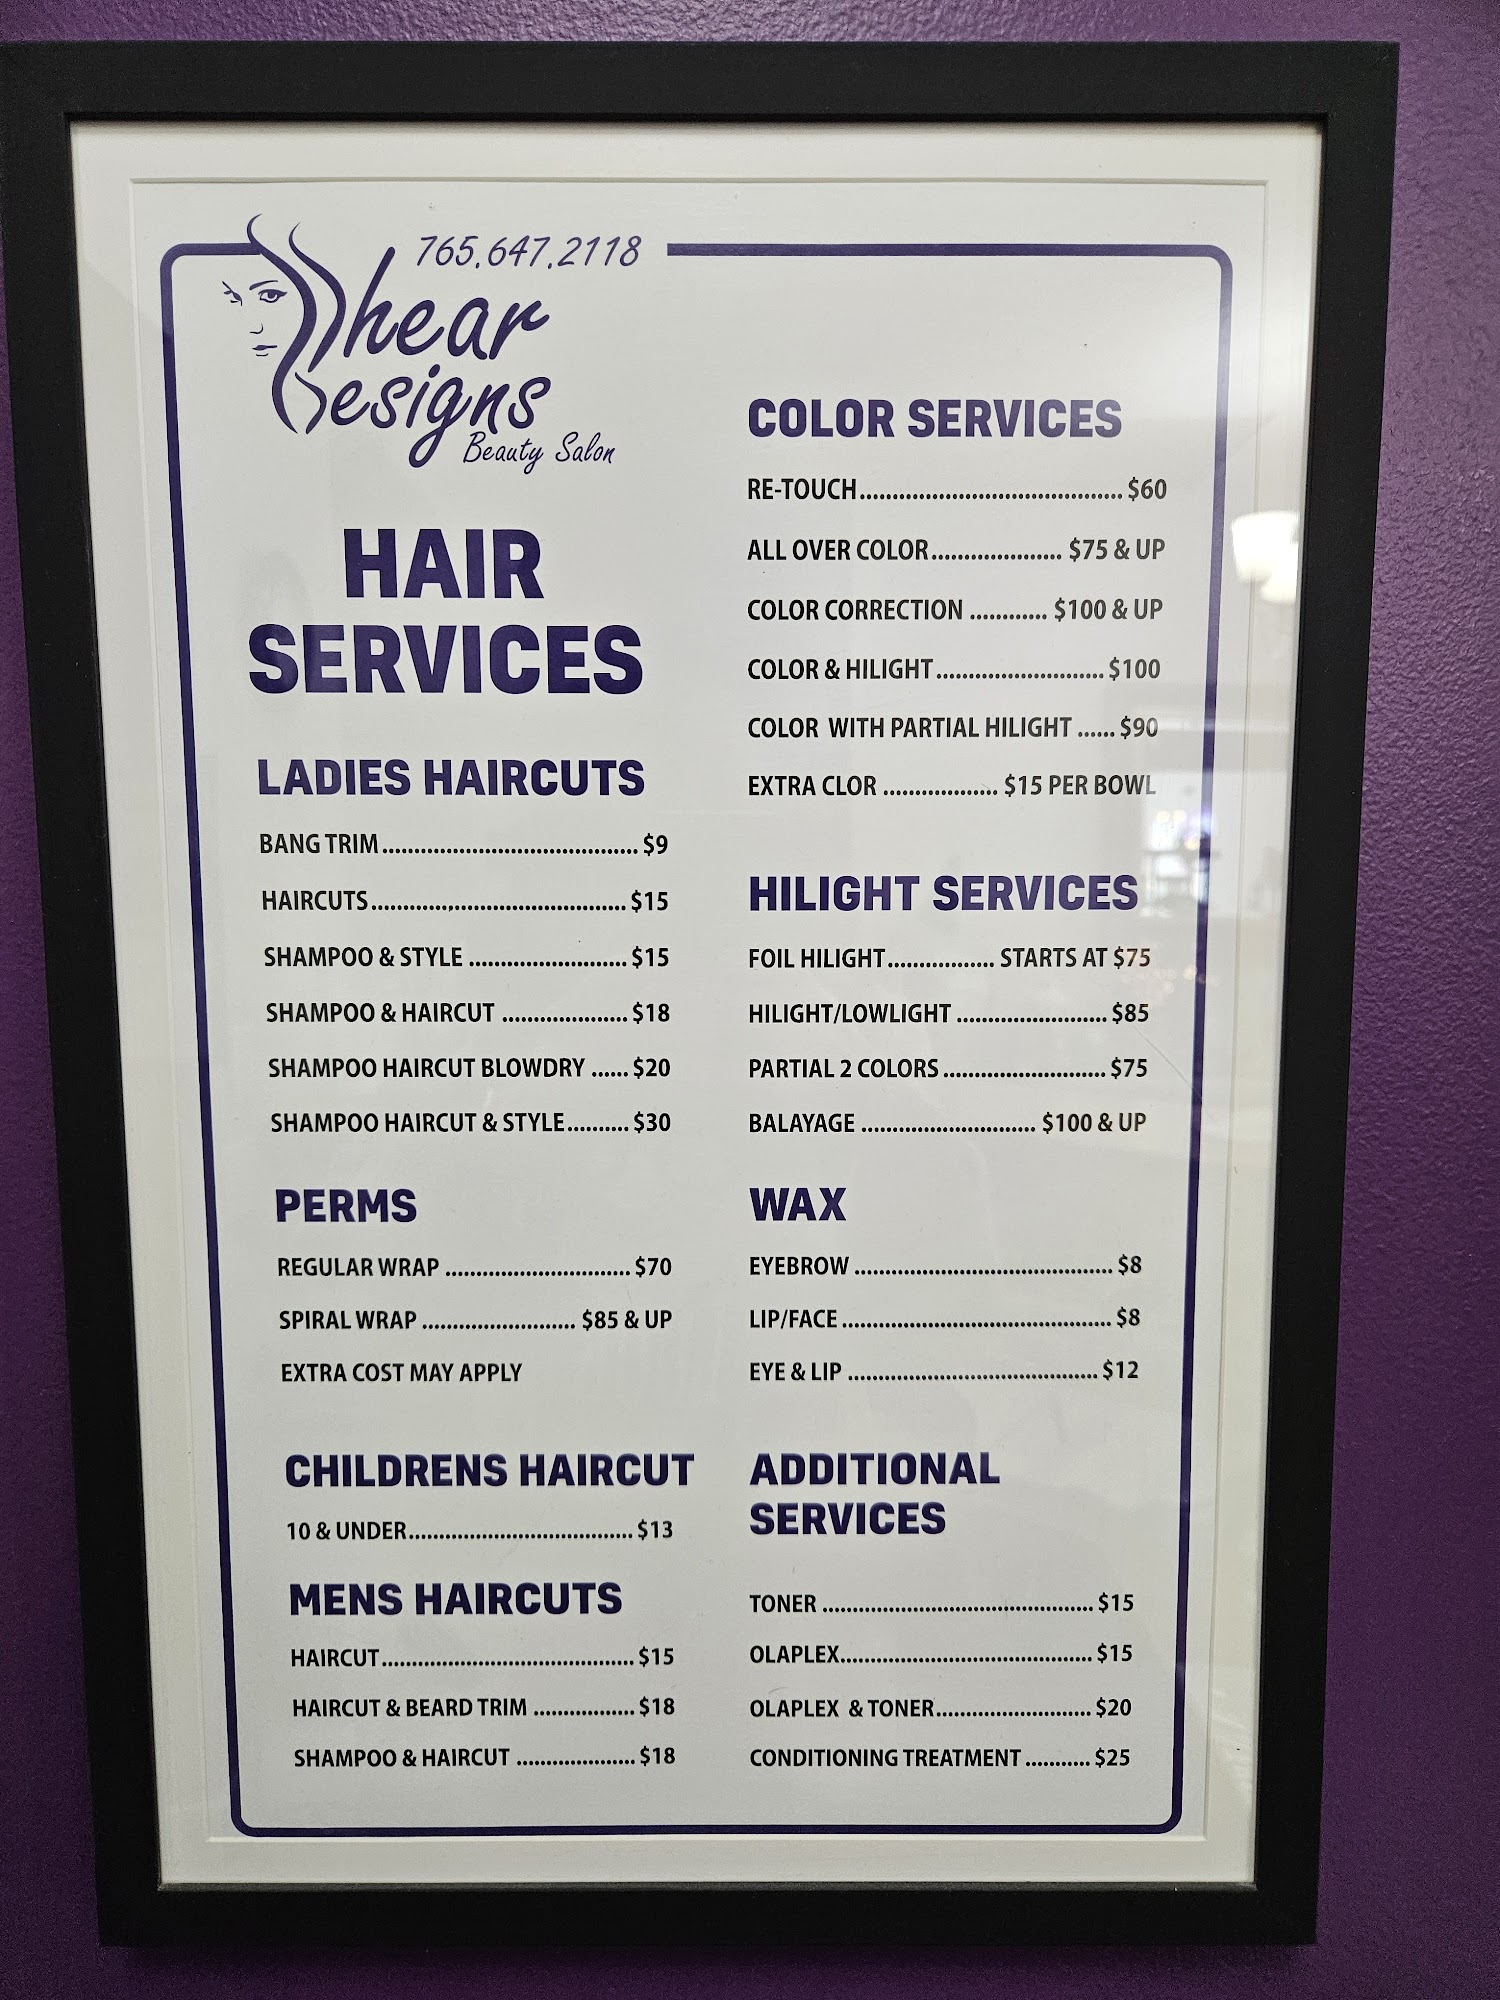 765.647.2118
Shear
Designs
Beauty Salon
HAIR
SERVICES
LADIES HAIRCUTS
BANG TRIM....................................... $9
HAIRCUTS....................................... $15
SHAMPOO & STYLE ........................ $15
SHAMPOO & HAIRCUT ................... $18
SHAMPOO HAIRCUT BLOWDRY ...... $20
SHAMPOO HAIRCUT & STYLE.......... $30
PERMS
REGULAR WRAP ............................. $70
SPIRAL WRAP ......................... $85 & UP
EXTRA COST MAY APPLY
CHILDRENS HAIRCUT
10 & UNDER.................................... $13
MENS HAIRCUTS
HAIRCUT......................................... $15
HAIRCUT & BEARD TRIM ................. $18
SHAMPOO & HAIRCUT .................... $18
COLOR SERVICES
RE-TOUCH........................................ $60
ALL OVER COLOR.................... $75 & UP
COLOR CORRECTION ............ $100 & UP
COLOR & HILIGHT.......................... $100
COLOR WITH PARTIAL HILIGHT ...... $90
EXTRA CLOR .................. $15 PER BOWL
HILIGHT SERVICES
FOIL HILIGHT................. STARTS AT $75
HILIGHT/LOWLIGHT ........................ $85
PARTIAL 2 COLORS .......................... $75
BALAYAGE ............................ $100 & UP
WAX
EYEBROW .......................................... $8
LIP/FACE ............................................ $8
EYE & LIP ......................................... $12
ADDITIONAL
SERVICES
TONER ............................................. $15
OLAPLEX.......................................... $15
OLAPLEX & TONER.......................... $20
CONDITIONING TREATMENT ........... $25